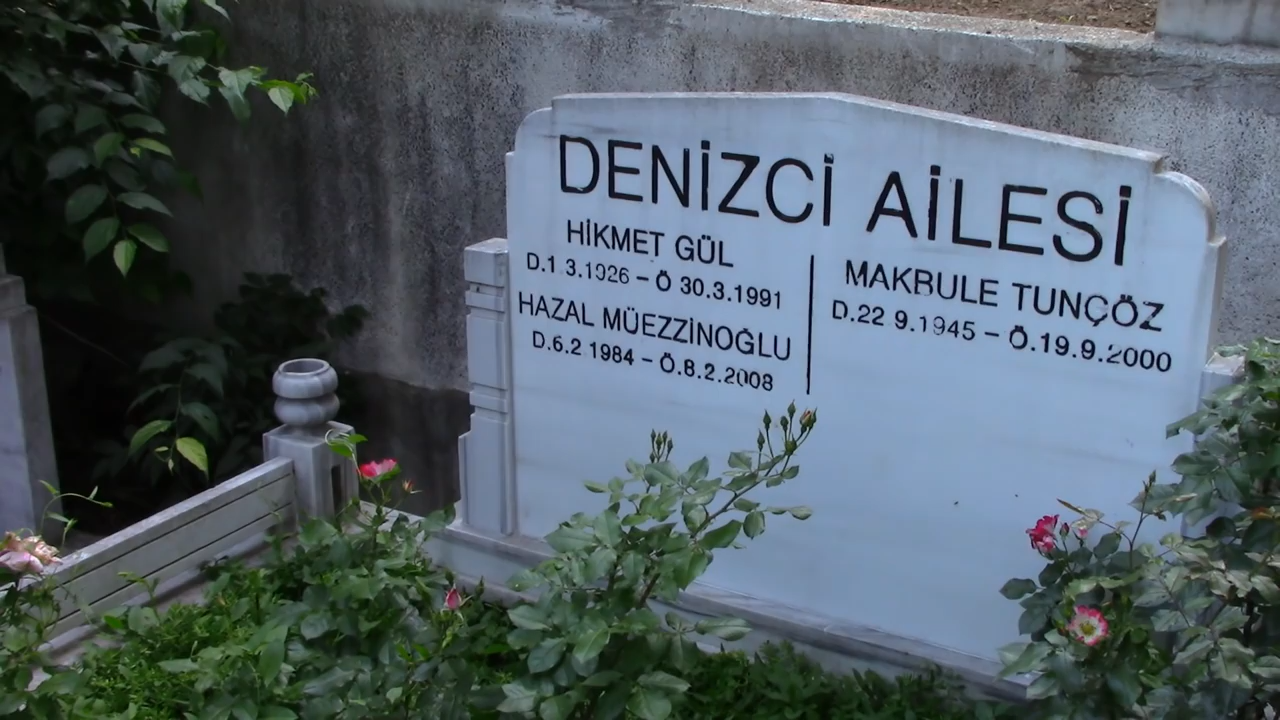 DENİZCİ AİLESİ
HİKMET GÜL
D.1 3.1926 – Ö 30.3.1991
HAZAL MÜEZZİNOĞLU
D.6.2 1984 – Ö.8.2.2008
MAKBULE TUNÇÖZ
D.22 9.1945 – Ö.19.9.2000